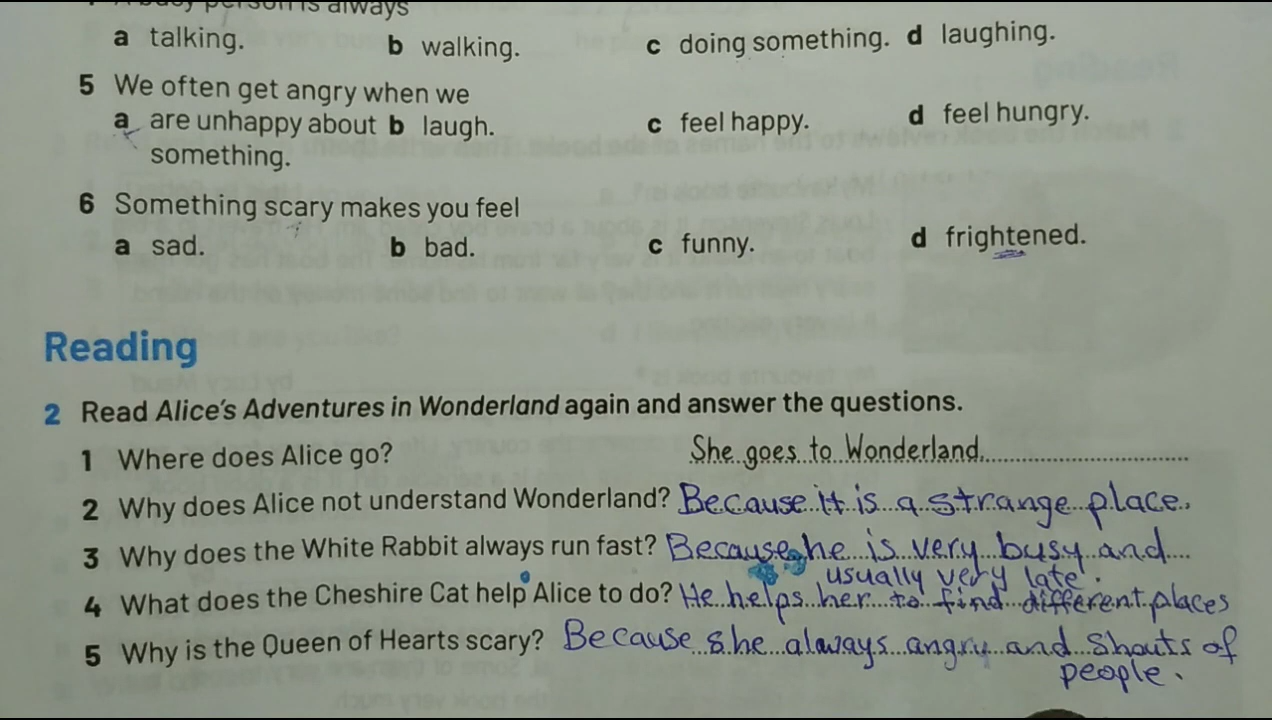 person is always
a talking. b walking. c doing something. d laughing.
5 We often get angry when we
a are unhappy about b laugh. c feel happy. d feel hungry.
something.
6 Something scary makes you feel
a sad. b bad. c funny. d frightened.
Reading
2 Read Alice's Adventures in Wonderland again and answer the questions.
1 Where does Alice go? She goes to Wonderland.
2 Why does Alice not understand Wonderland? Because it is a strange place.
3 Why does the White Rabbit always run fast? Because he is very busy and
usually very late.
4 What does the Cheshire Cat help Alice to do? He helps her to find different places
5 Why is the Queen of Hearts scary? Because she always angry and shouts of
people.